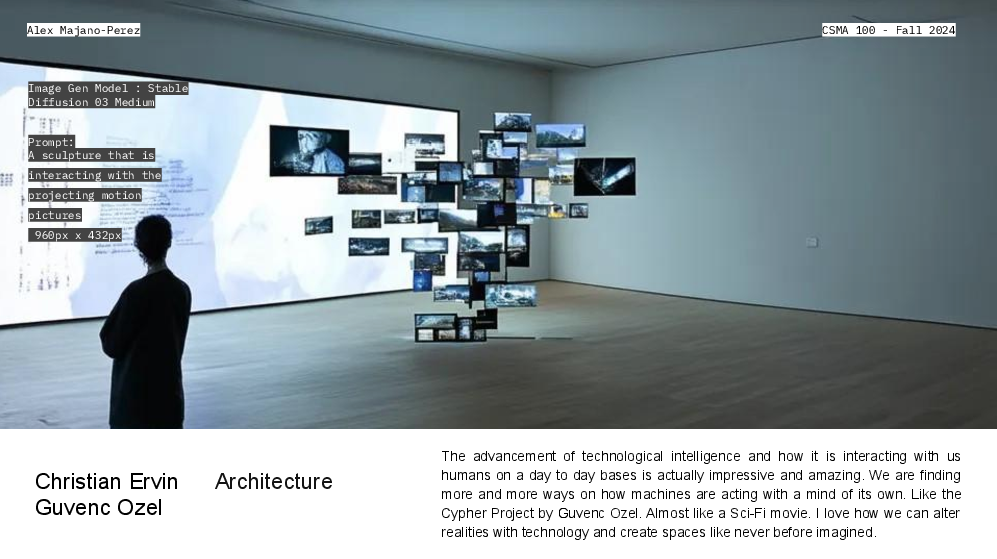 Alex Majano-Perez
CSMA 100 - Fall 2024
Image Gen Model : Stable
Diffusion 03 Medium
Prompt:
A sculpture that is
interacting with the
projecting motion
pictures
960px x 432px
Christian Ervin
Guvenc Ozel
Architecture
The advancement of technological intelligence and how it is interacting with us
humans on a day to day bases is actually impressive and amazing. We are finding
more and more ways on how machines are acting with a mind of its own. Like the
Cypher Project by Guvenc Ozel. Almost like a Sci-Fi movie. I love how we can alter
realities with technology and create spaces like never before imagined.